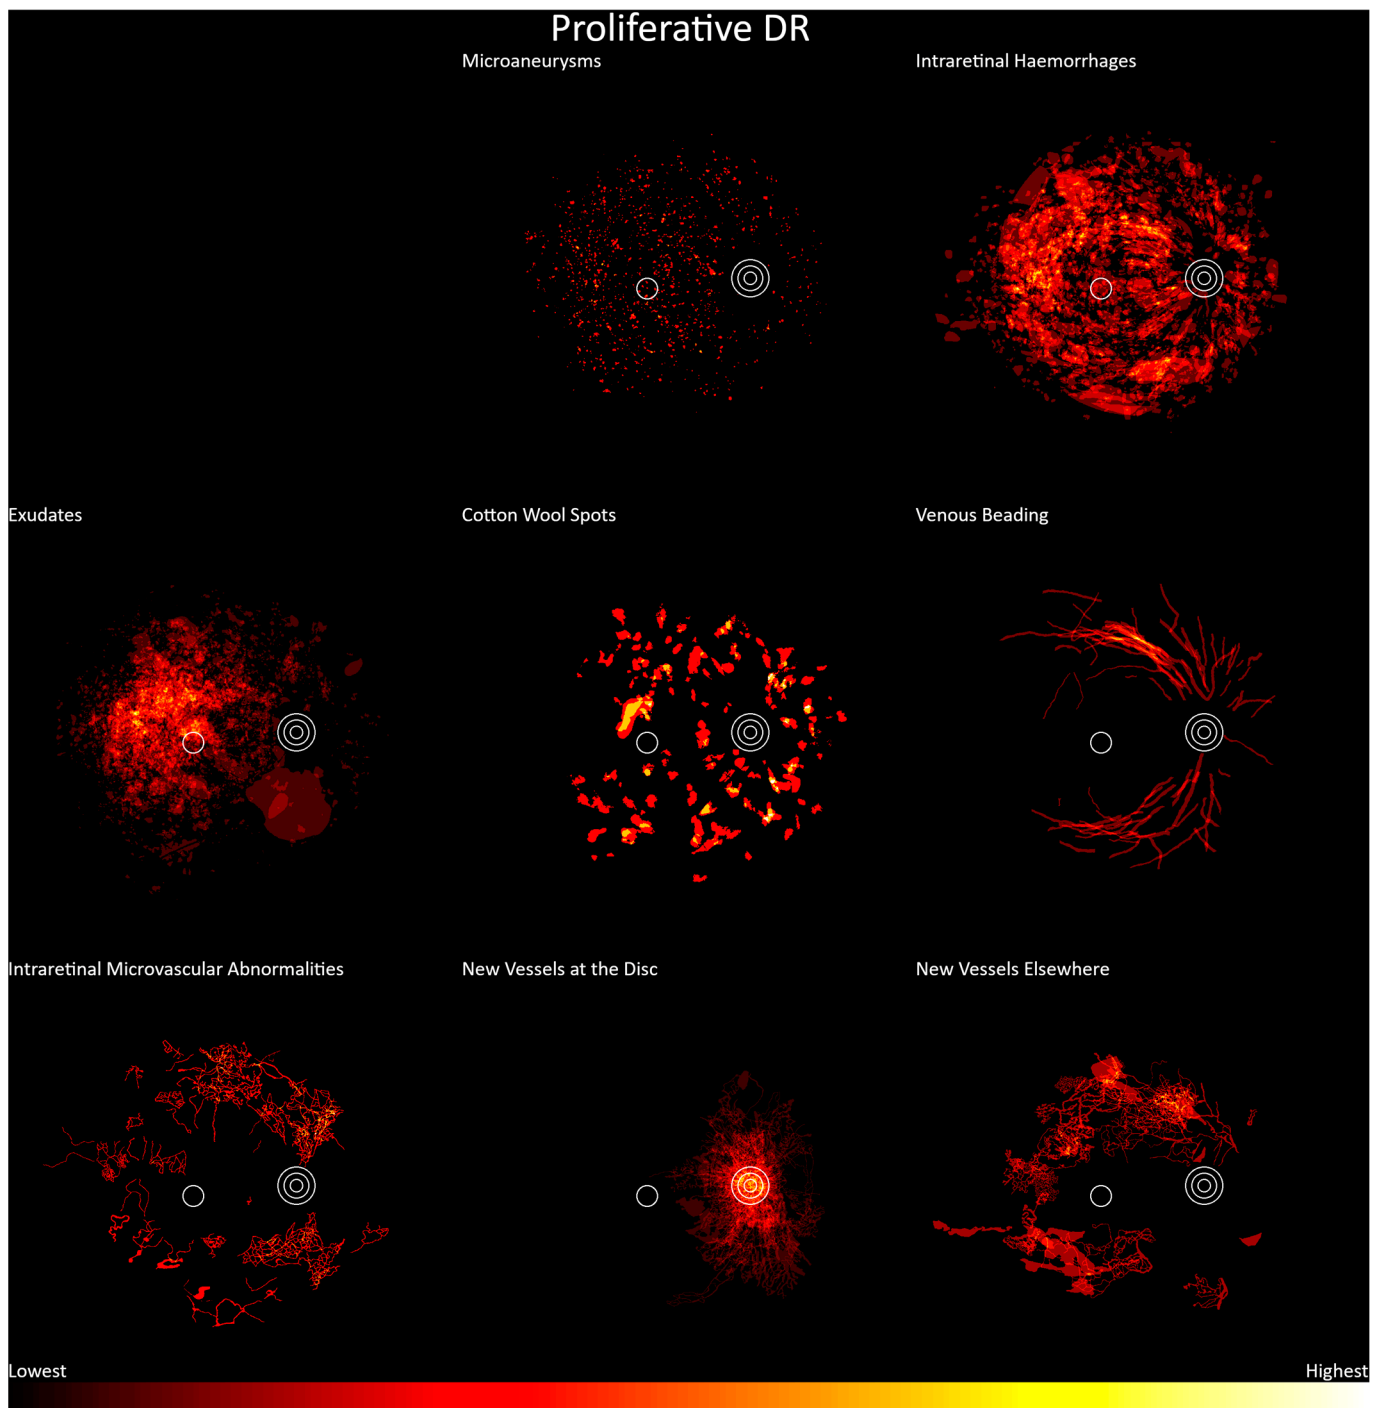 Proliferative DR
Microaneurysms
Intraretinal Haemorrhages
Exudates
Cotton Wool Spots
Venous Beading
Intraretinal Microvascular Abnormalities
New Vessels at the Disc
New Vessels Elsewhere
Lowest
Highest